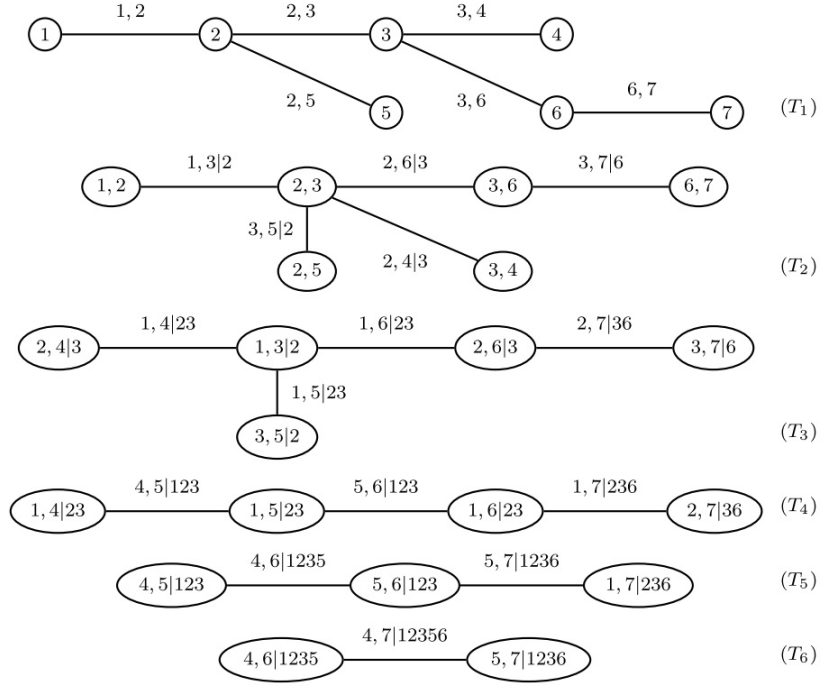 1, 2 2, 3 3, 4
1 2 3 4
2, 5 3, 6 6, 7
5 6 7 (T1)
1, 3|2 2, 6|3 3, 7|6
1, 2 2, 3 3, 6 6, 7
3, 5|2 2, 4|3
2, 5 3, 4 (T2)
1, 4|23 1, 6|23 2, 7|36
2, 4|3 1, 3|2 2, 6|3 3, 7|6
1, 5|23
3, 5|2 (T3)
4, 5|123 5, 6|123 1, 7|236
1, 4|23 1, 5|23 1, 6|23 2, 7|36 (T4)
4, 6|1235 5, 7|1236
4, 5|123 5, 6|123 1, 7|236 (T5)
4, 7|12356
4, 6|1235 5, 7|1236 (T6)